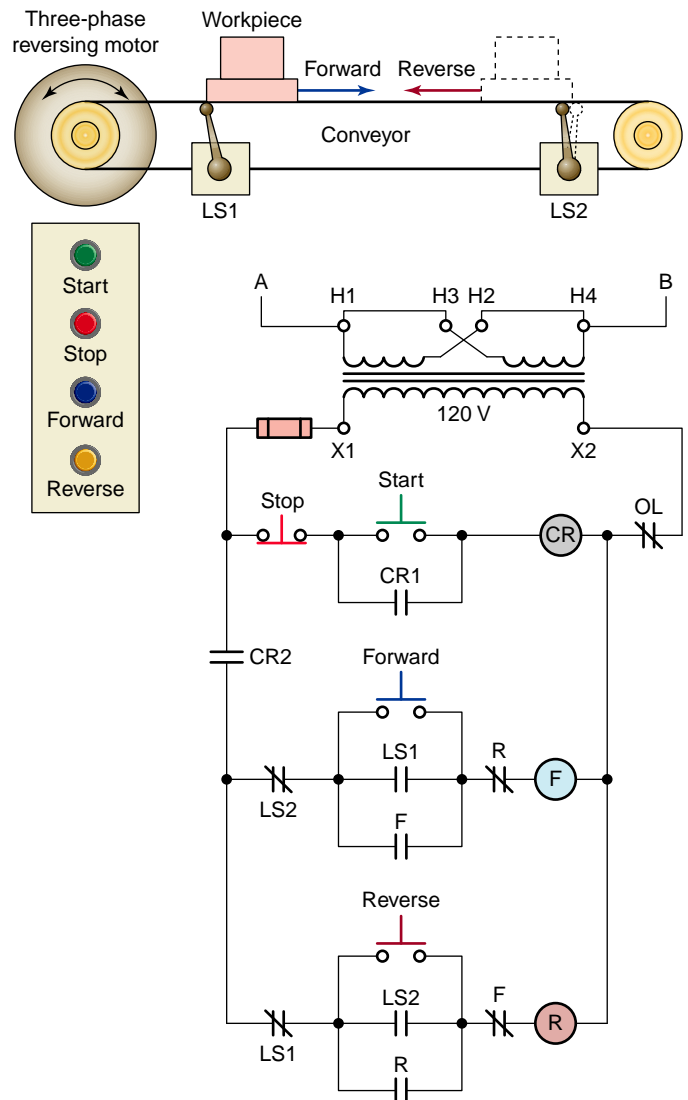 Three-phase
reversing motor
Workpiece
Forward
Reverse
Conveyor
LS1
LS2
Start
Stop
Forward
Reverse
A
H1
H3
H2
H4
B
120 V
X1
X2
Stop
Start
CR
OL
CR1
CR2
Forward
LS1
LS2
R
F
F
Reverse
LS2
LS1
F
R
R